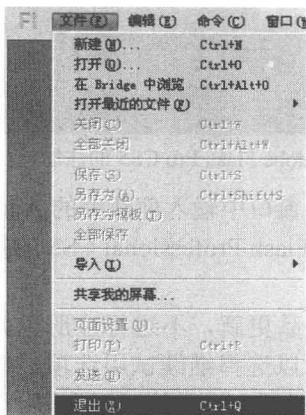 Fl 文件(F) 编辑(E) 命令(C) 窗口(
新建(N)... Ctrl+N
打开(O)... Ctrl+O
在 Bridge 中浏览 Ctrl+Alt+O
打开最近的文件(P)
关闭(C) Ctrl+W
全部关闭 Ctrl+Alt+W
保存(S) Ctrl+S
另存为(A) Ctrl+Shift+S
另存为模板(T)
全部保存
导入(I)
共享我的屏幕...
页面设置(U)...
打印(P) Ctrl+P
发送(D)
退出(X) Ctrl+Q